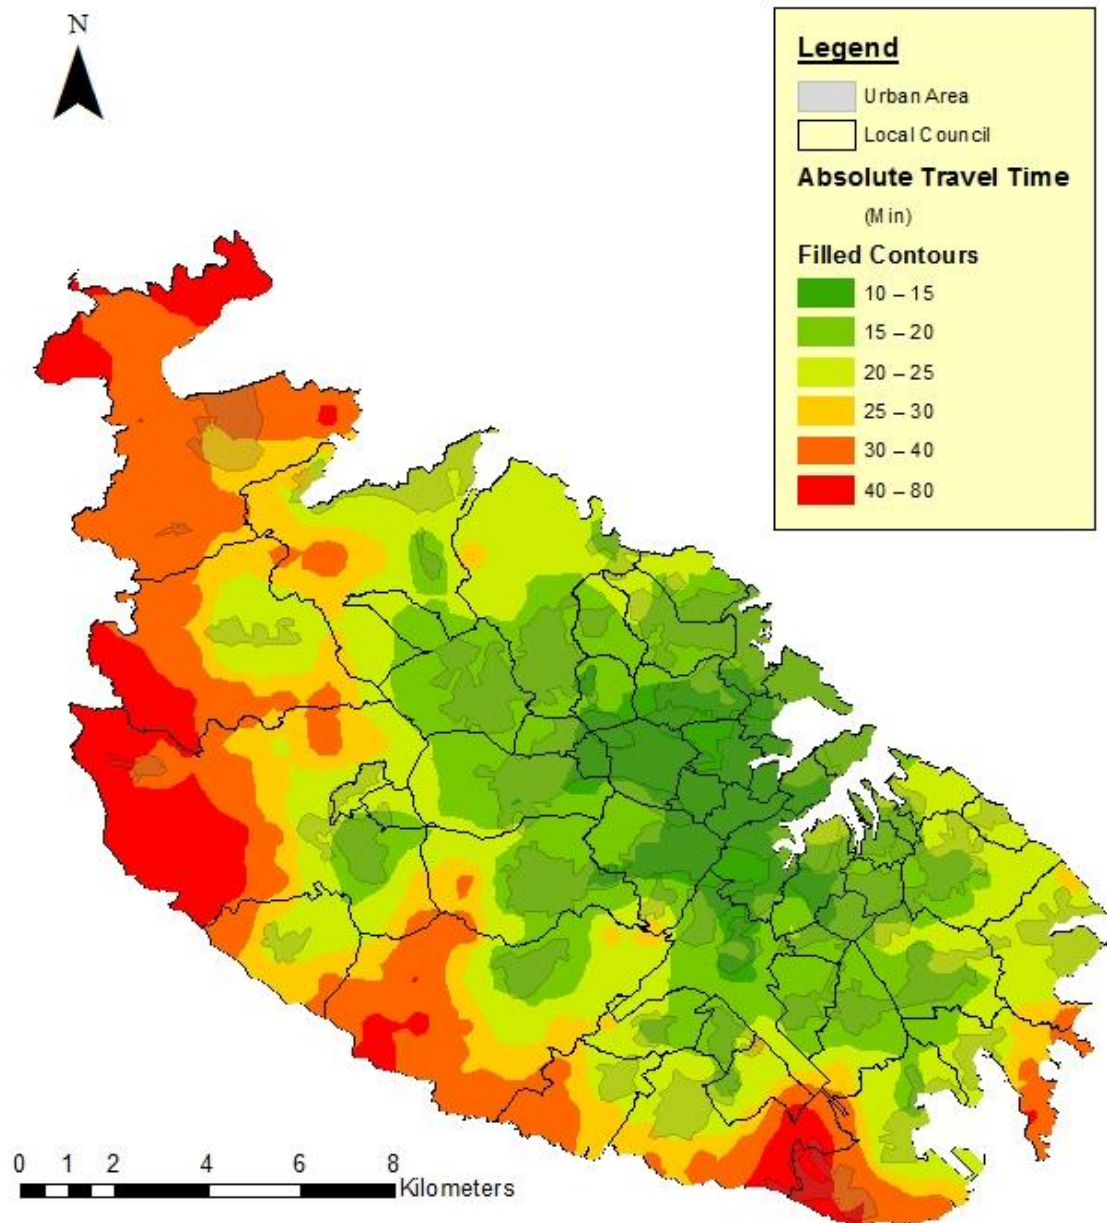 N
Legend
Urban Area
Local Council
Absolute Travel Time
(Min)
Filled Contours
10 – 15
15 – 20
20 – 25
25 – 30
30 – 40
40 – 80
0 1 2 4 6 8
Kilometers